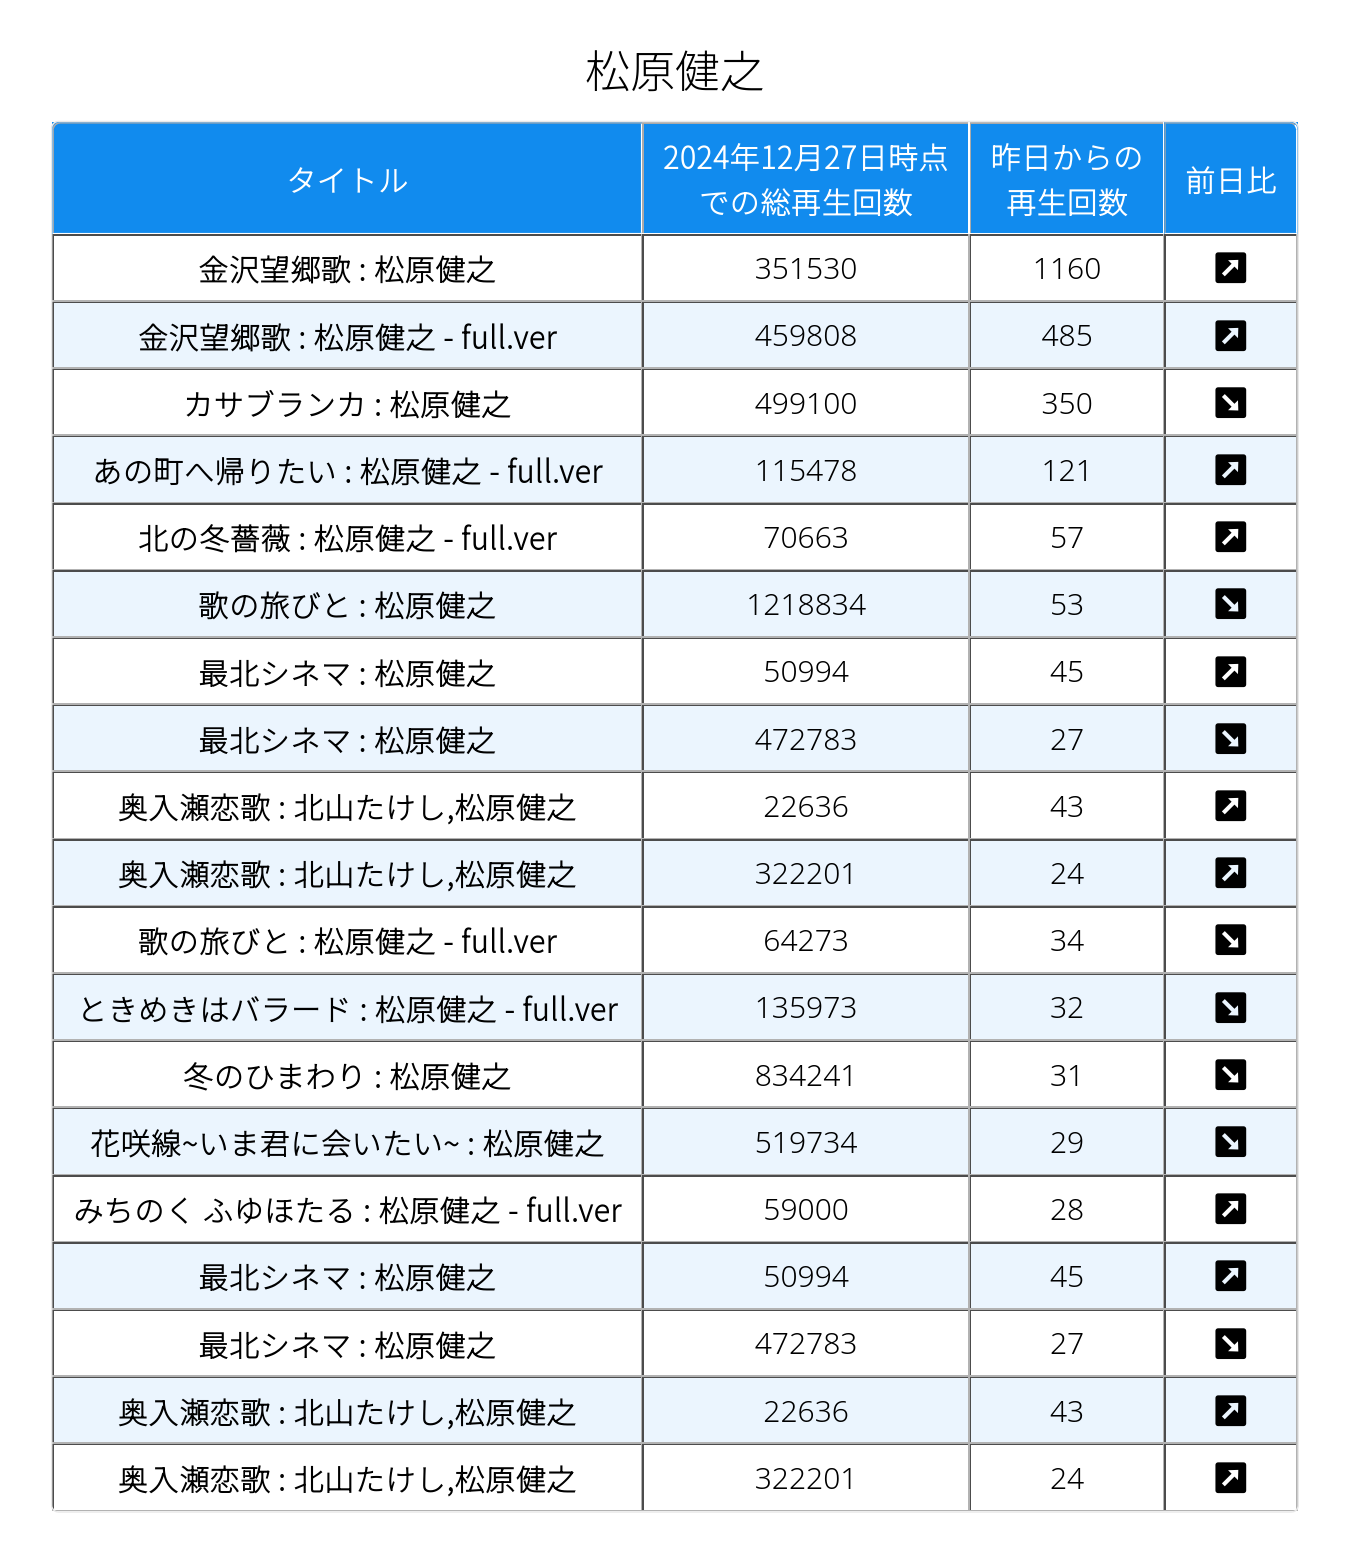 松原健之
タイトル
2024年12月27日時点
での総再生回数
昨日からの
再生回数
前日比
金沢望郷歌 : 松原健之 351530 1160
金沢望郷歌 : 松原健之 - full.ver 459808 485
カサブランカ : 松原健之 499100 350
あの町へ帰りたい : 松原健之 - full.ver 115478 121
北の冬薔薇 : 松原健之 - full.ver 70663 57
歌の旅びと : 松原健之 1218834 53
最北シネマ : 松原健之 50994 45
最北シネマ : 松原健之 472783 27
奥入瀬恋歌 : 北山たけし,松原健之 22636 43
奥入瀬恋歌 : 北山たけし,松原健之 322201 24
歌の旅びと : 松原健之 - full.ver 64273 34
ときめきはバラード : 松原健之 - full.ver 135973 32
冬のひまわり : 松原健之 834241 31
花咲線~いま君に会いたい~ : 松原健之 519734 29
みちのく ふゆほたる : 松原健之 - full.ver 59000 28
最北シネマ : 松原健之 50994 45
最北シネマ : 松原健之 472783 27
奥入瀬恋歌 : 北山たけし,松原健之 22636 43
奥入瀬恋歌 : 北山たけし,松原健之 322201 24